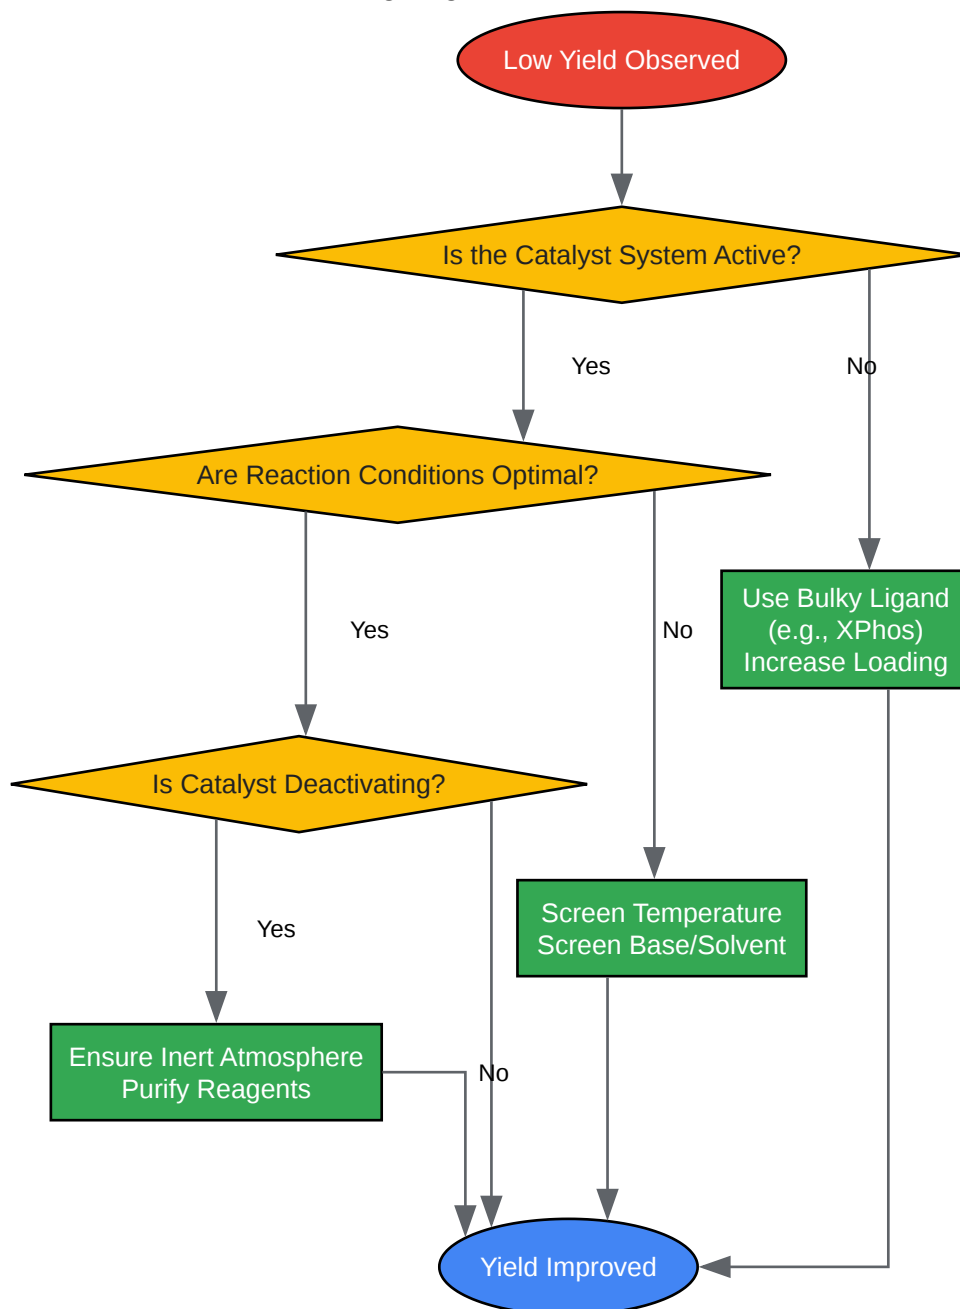 Low Yield Observed
Is the Catalyst System Active?
Yes
No
Are Reaction Conditions Optimal?
Use Bulky Ligand
(e.g., XPhos)
Increase Loading
Yes
No
Is Catalyst Deactivating?
Screen Temperature
Screen Base/Solvent
Yes
Ensure Inert Atmosphere
Purify Reagents
No
Yield Improved